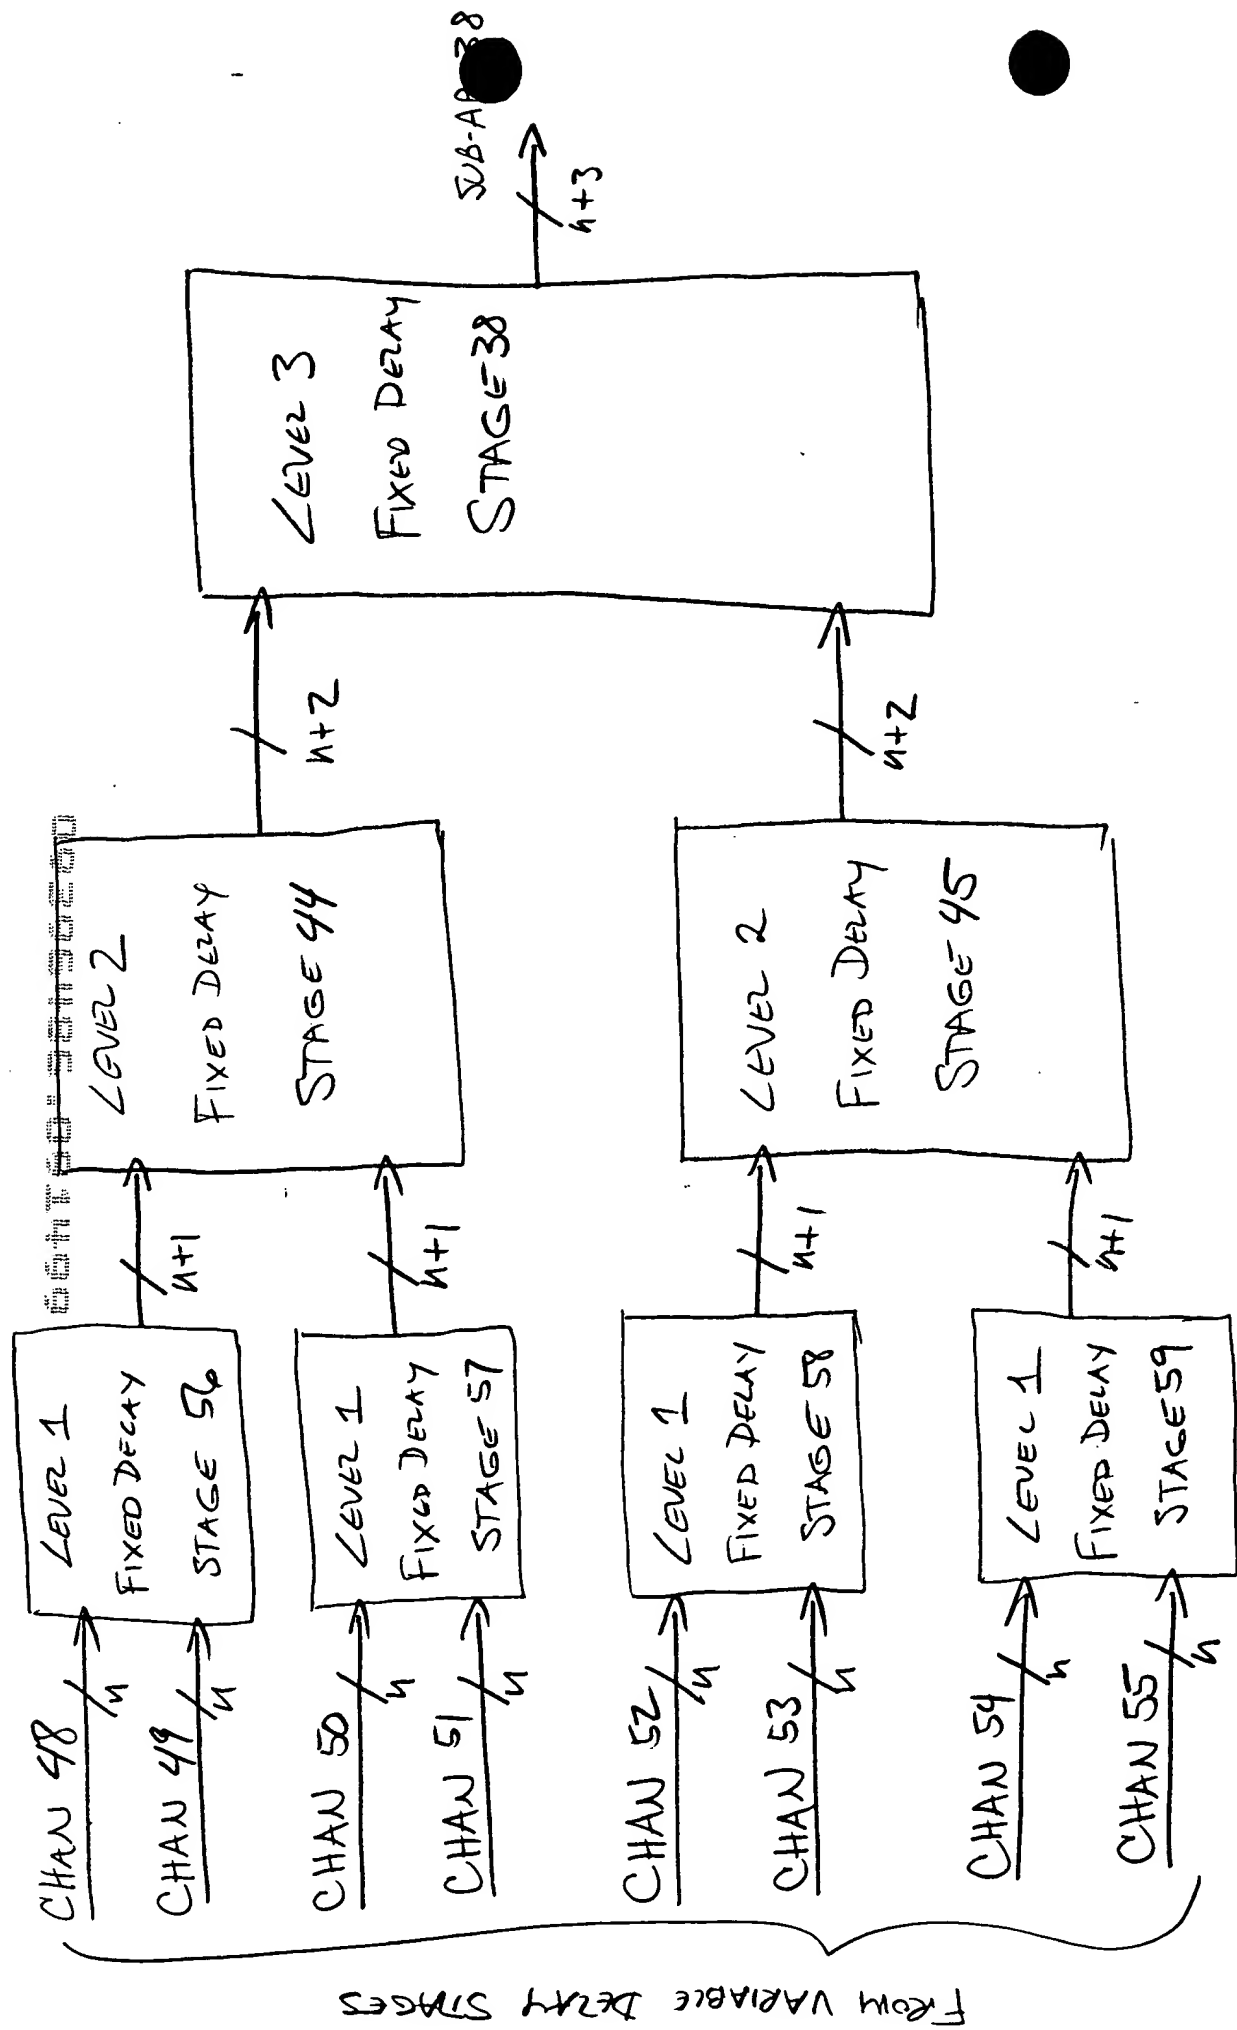 FROM VARIABLE DELAY STAGES
CHAN 48
n
CHAN 49
n
CHAN 50
n
CHAN 51
n
CHAN 52
n
CHAN 53
n
CHAN 54
n
CHAN 55
n
LEVEL 1
FIXED DELAY
STAGE 56
n+1
LEVEL 1
FIXED DELAY
STAGE 57
n+1
LEVEL 1
FIXED DELAY
STAGE 58
n+1
LEVEL 1
FIXED DELAY
STAGE 59
n+1
LEVEL 2
FIXED DELAY
STAGE 44
n+2
LEVEL 2
FIXED DELAY
STAGE 45
n+2
LEVEL 3
FIXED DELAY
STAGE 38
n+3